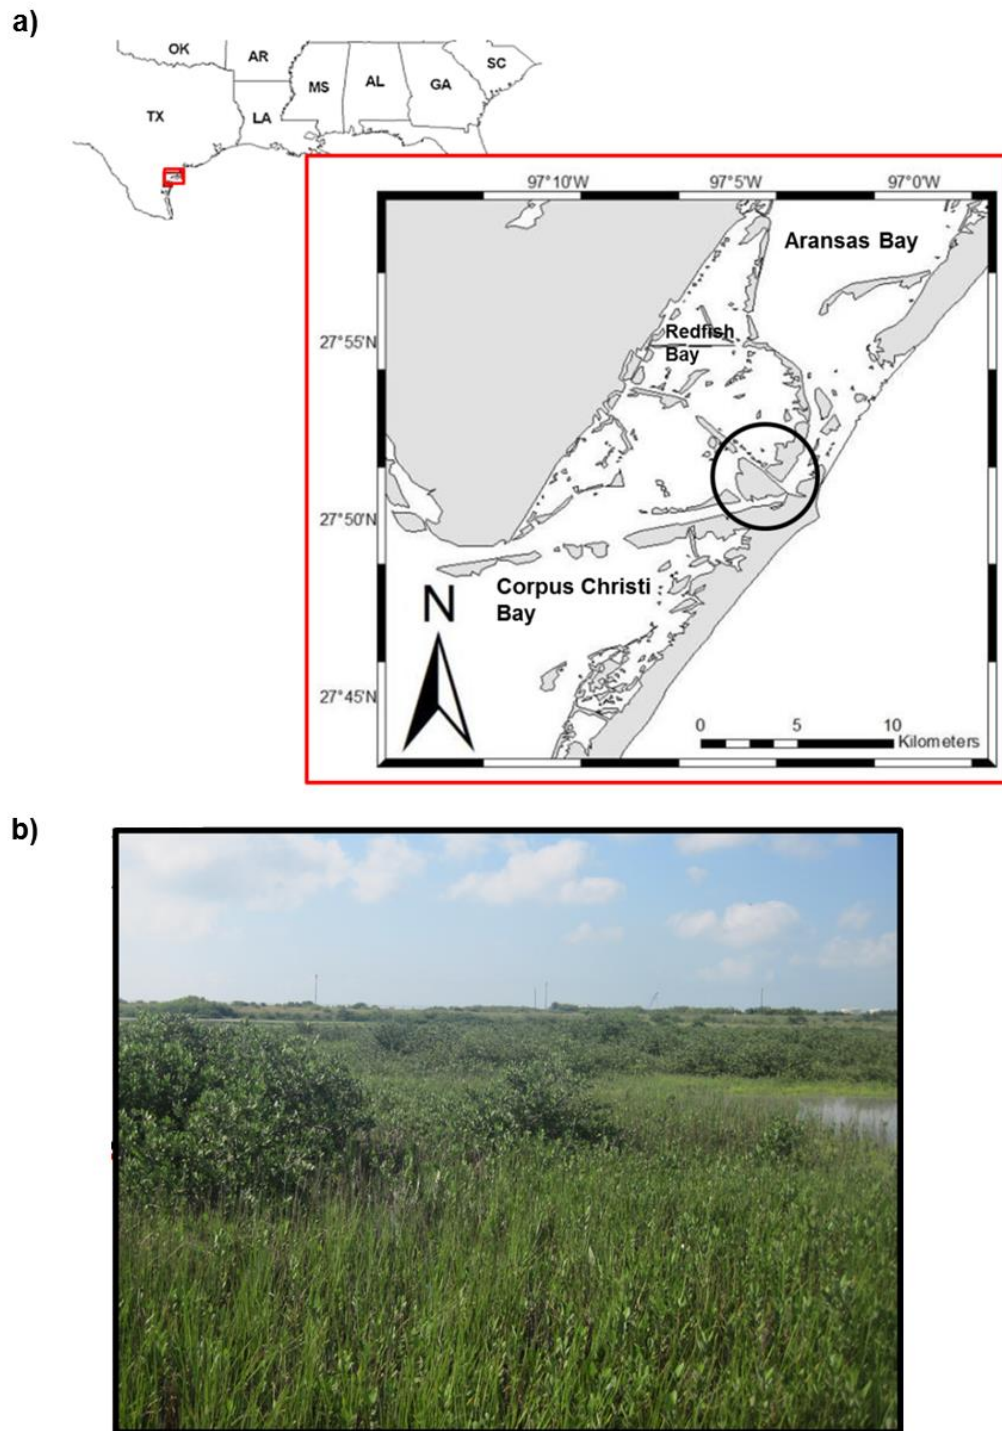 a)
OK
AR
SC
MS
AL
GA
TX
LA
97°10'W 97°5'W 97°0'W
Aransas Bay
27°55'N
Redfish
Bay
27°50'N
Corpus Christi
Bay
N
27°45'N
0 5 10
Kilometers
b)